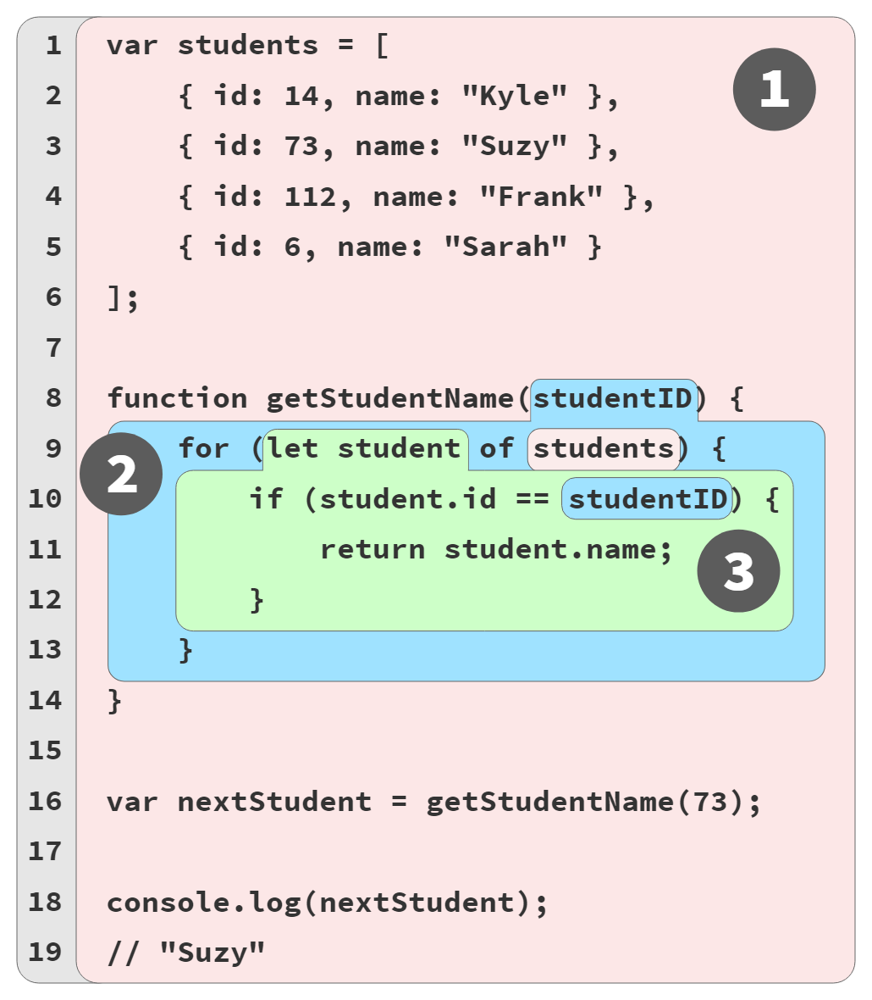 1 var students = [
1
2     { id: 14, name: "Kyle" },
3     { id: 73, name: "Suzy" },
4     { id: 112, name: "Frank" },
5     { id: 6, name: "Sarah" }
6 ];
7
8 function getStudentName(studentID) {
9     for (let student of students) {
2
10         if (student.id == studentID) {
11             return student.name;
3
12         }
13     }
14 }
15
16 var nextStudent = getStudentName(73);
17
18 console.log(nextStudent);
19 // "Suzy"